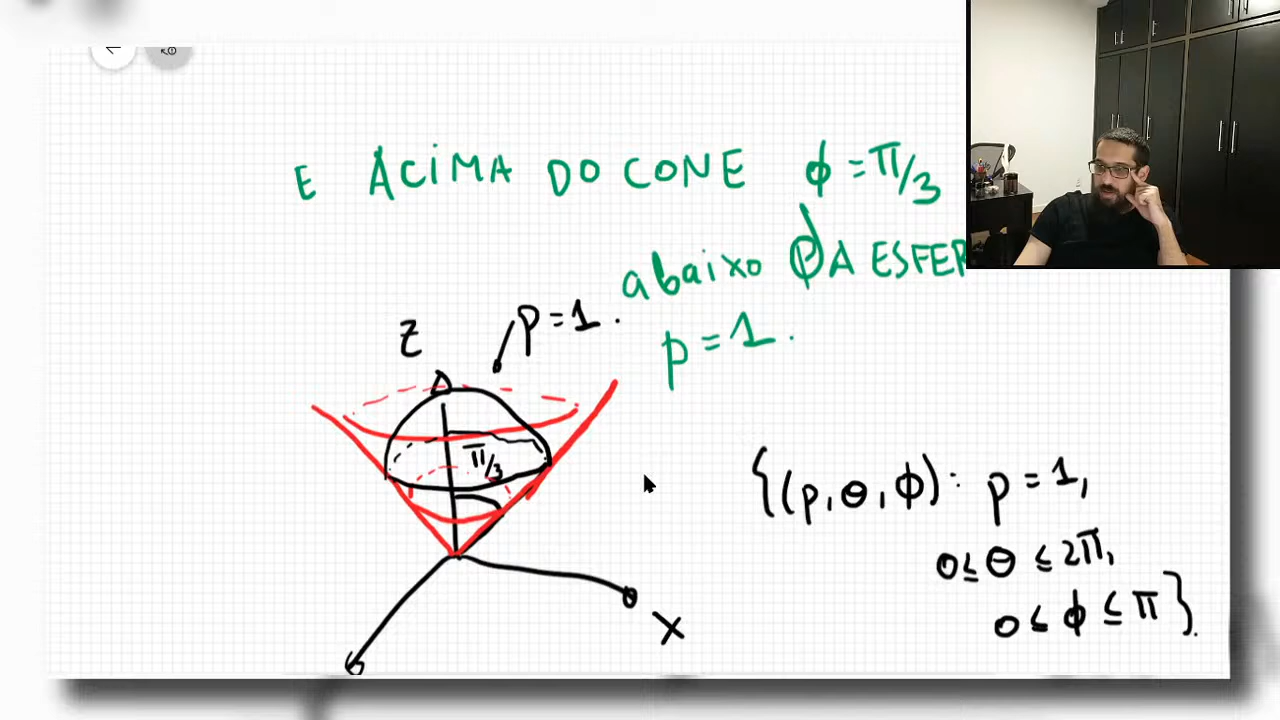 E ACIMA DO CONE ϕ = π/3
abaixo DA ESFER
ρ = 1.
Z
ρ = 1.
π/3
X
{(ρ, θ, ϕ): ρ = 1,
0 ≤ θ ≤ 2π,
0 ≤ ϕ ≤ π}.